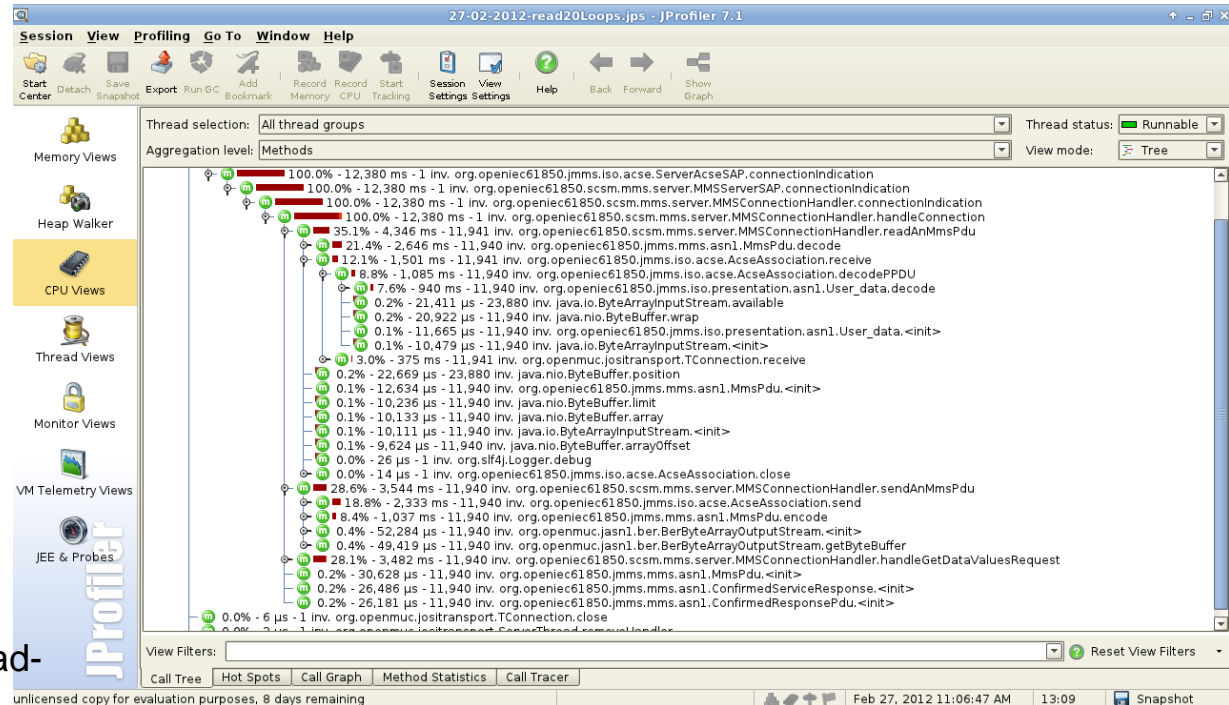 27-02-2012-read20Loops.jps - JProfiler 7.1
Session View Profiling Go To Window Help
Start Center Detach Save Snapshot Export Run GC Add Bookmark Record Memory Record CPU Start Tracking Session Settings View Settings Help Back Forward Show Graph
Thread selection: All thread groups Thread status: Runnable
Aggregation level: Methods View mode: Tree
Memory Views
Heap Walker
CPU Views
Thread Views
Monitor Views
VM Telemetry Views
JEE & Probes
JProfiler
100.0% - 12,380 ms - 1 inv. org.openiec61850.jmms.iso.acse.ServerAcseSAP.connectionIndication
100.0% - 12,380 ms - 1 inv. org.openiec61850.scsm.mms.server.MMSServerSAP.connectionIndication
100.0% - 12,380 ms - 1 inv. org.openiec61850.scsm.mms.server.MMSConnectionHandler.connectionIndication
100.0% - 12,380 ms - 1 inv. org.openiec61850.scsm.mms.server.MMSConnectionHandler.handleConnection
35.1% - 4,346 ms - 11,941 inv. org.openiec61850.scsm.mms.server.MMSConnectionHandler.readAnMmsPdu
21.4% - 2,646 ms - 11,940 inv. org.openiec61850.jmms.mms.asn1.MmsPdu.decode
12.1% - 1,501 ms - 11,941 inv. org.openiec61850.jmms.iso.acse.AcseAssociation.receive
8.8% - 1,085 ms - 11,940 inv. org.openiec61850.jmms.iso.acse.AcseAssociation.decodePPDU
7.6% - 940 ms - 11,940 inv. org.openiec61850.jmms.iso.presentation.asn1.User_data.decode
0.2% - 21,411 µs - 23,880 inv. java.io.ByteArrayInputStream.available
0.2% - 20,922 µs - 11,940 inv. java.nio.ByteBuffer.wrap
0.1% - 11,665 µs - 11,940 inv. org.openiec61850.jmms.iso.presentation.asn1.User_data.<init>
0.1% - 10,479 µs - 11,940 inv. java.io.ByteArrayInputStream.<init>
3.0% - 375 ms - 11,941 inv. org.openmuc.jositransport.TConnection.receive
0.2% - 22,669 µs - 23,880 inv. java.nio.ByteBuffer.position
0.1% - 12,634 µs - 11,940 inv. org.openiec61850.jmms.mms.asn1.MmsPdu.<init>
0.1% - 10,236 µs - 11,940 inv. java.nio.ByteBuffer.limit
0.1% - 10,133 µs - 11,940 inv. java.nio.ByteBuffer.array
0.1% - 10,111 µs - 11,940 inv. java.io.ByteArrayInputStream.<init>
0.1% - 9,624 µs - 11,940 inv. java.nio.ByteBuffer.arrayOffset
0.0% - 26 µs - 1 inv. org.slf4j.Logger.debug
0.0% - 14 µs - 1 inv. org.openiec61850.jmms.iso.acse.AcseAssociation.close
28.6% - 3,544 ms - 11,940 inv. org.openiec61850.scsm.mms.server.MMSConnectionHandler.sendAnMmsPdu
18.8% - 2,333 ms - 11,940 inv. org.openiec61850.jmms.iso.acse.AcseAssociation.send
8.4% - 1,037 ms - 11,940 inv. org.openiec61850.jmms.mms.asn1.MmsPdu.encode
0.4% - 52,284 µs - 11,940 inv. org.openmuc.jasn1.ber.BerByteArrayOutputStream.<init>
0.4% - 49,419 µs - 11,940 inv. org.openmuc.jasn1.ber.BerByteArrayOutputStream.getByteBuffer
28.1% - 3,482 ms - 11,940 inv. org.openiec61850.scsm.mms.server.MMSConnectionHandler.handleGetDataValuesRequest
0.2% - 30,628 µs - 11,940 inv. org.openiec61850.jmms.mms.asn1.MmsPdu.<init>
0.2% - 26,486 µs - 11,940 inv. org.openiec61850.jmms.mms.asn1.ConfirmedServiceResponse.<init>
0.2% - 26,181 µs - 11,940 inv. org.openiec61850.jmms.mms.asn1.ConfirmedResponsePdu.<init>
0.0% - 6 µs - 1 inv. org.openmuc.jositransport.TConnection.close
0.0% - 2 µs - 1 inv. org.openmuc.jositransport.ServerThread.removeHandler
ad-
View Filters: Reset View Filters
Call Tree Hot Spots Call Graph Method Statistics Call Tracer
unlicensed copy for evaluation purposes, 8 days remaining Feb 27, 2012 11:06:47 AM 13:09 Snapshot